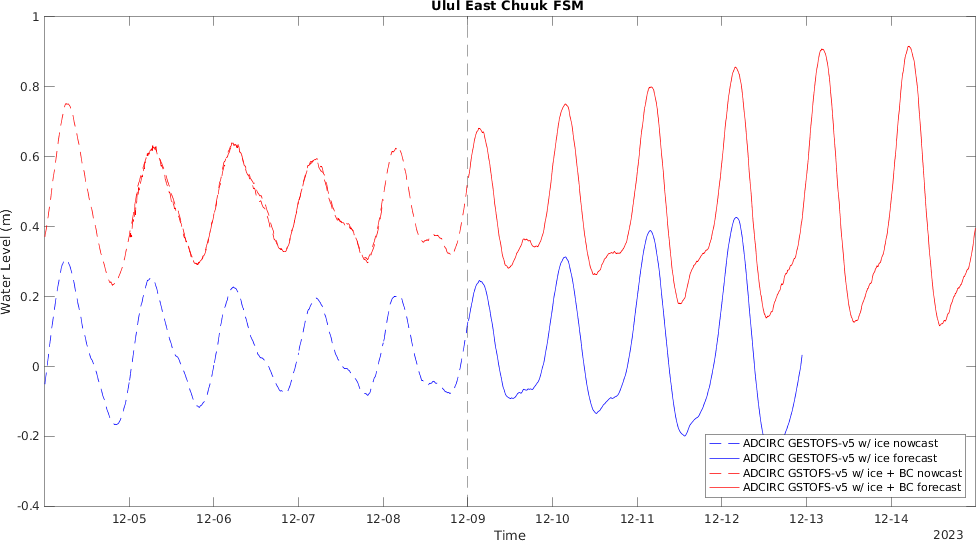 Ulul East Chuuk FSM
Water Level (m)
1
0.8
0.6
0.4
0.2
0
-0.2
-0.4
ADCIRC GESTOFS-v5 w/ ice nowcast
ADCIRC GESTOFS-v5 w/ ice forecast
ADCIRC GSTOFS-v5 w/ ice + BC nowcast
ADCIRC GSTOFS-v5 w/ ice + BC forecast
12-05 12-06 12-07 12-08 12-09 12-10 12-11 12-12 12-13 12-14
Time
2023